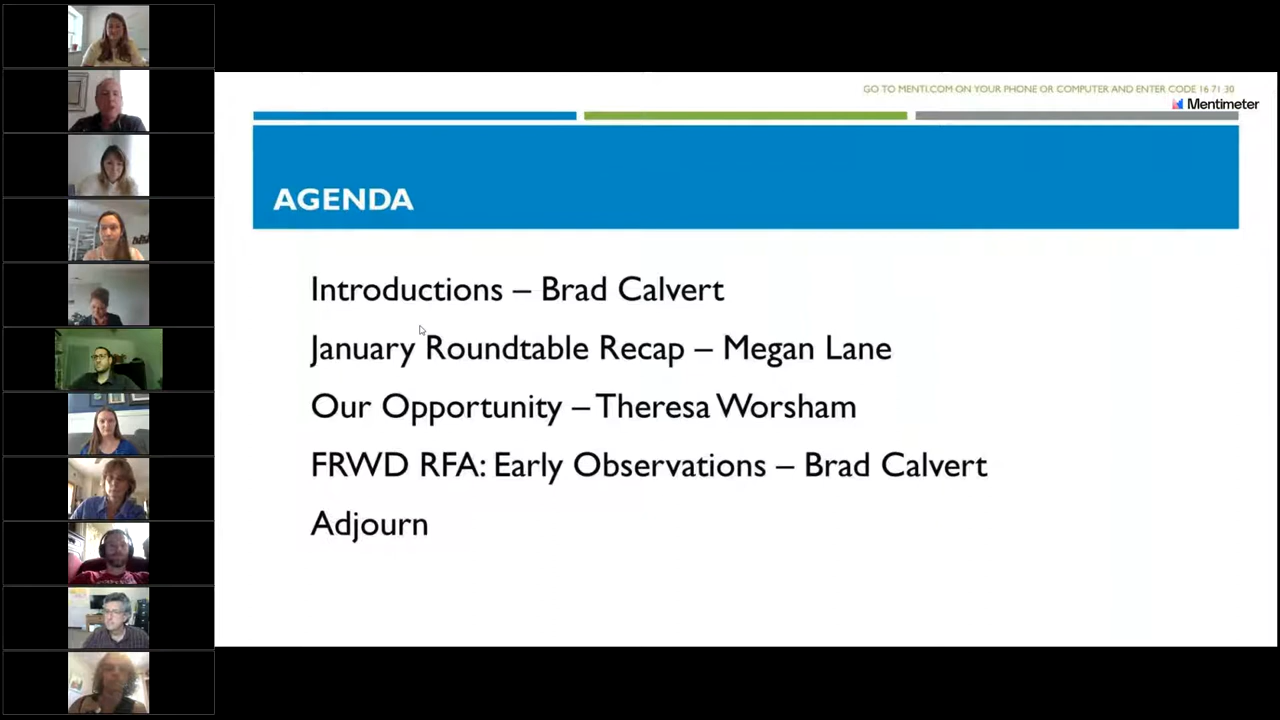 GO TO MENTI.COM ON YOUR PHONE OR COMPUTER AND ENTER CODE 16 71 30
Mentimeter
AGENDA
Introductions – Brad Calvert
January Roundtable Recap – Megan Lane
Our Opportunity – Theresa Worsham
FRWD RFA: Early Observations – Brad Calvert
Adjourn